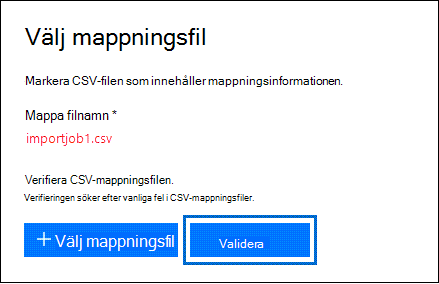 Välj mappningsfil
Markera CSV-filen som innehåller mappningsinformationen.
Mappa filnamn *
importjob1.csv
Verifiera CSV-mappningsfilen.
Verifieringen söker efter vanliga fel i CSV-mappningsfiler.
+ Välj mappningsfil Validera